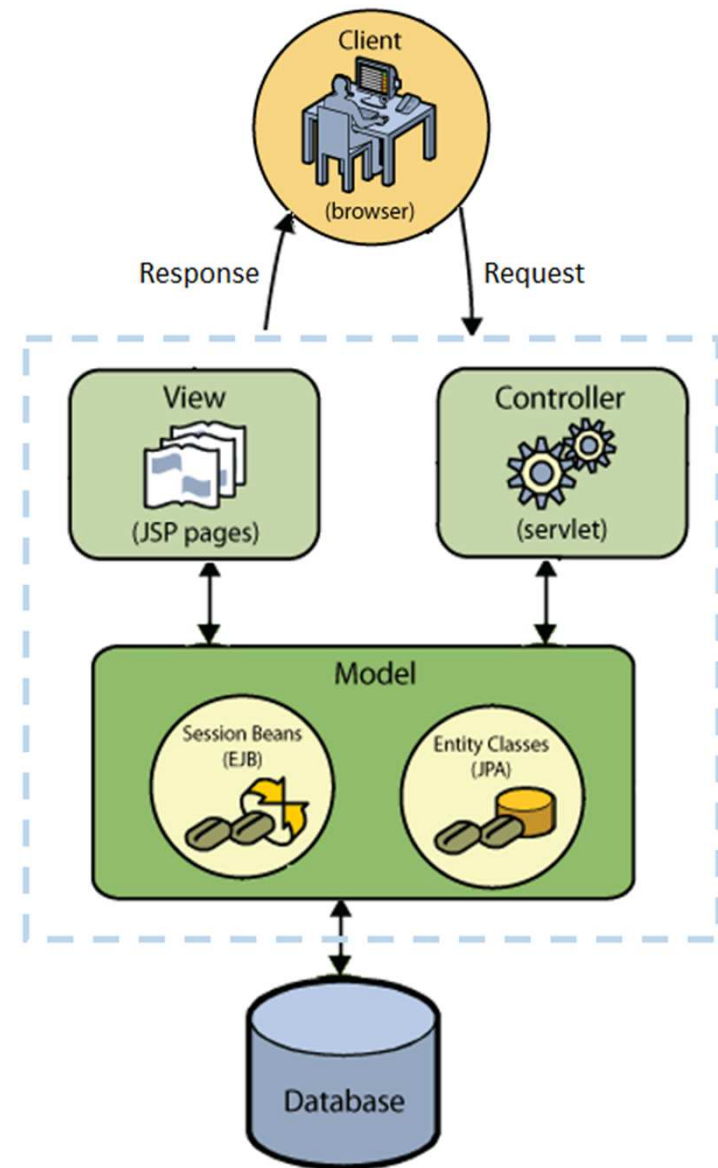 Client
(browser)
Response
Request
View
(JSP pages)
Controller
(servlet)
Model
Session Beans
(EJB)
Entity Classes
(JPA)
Database